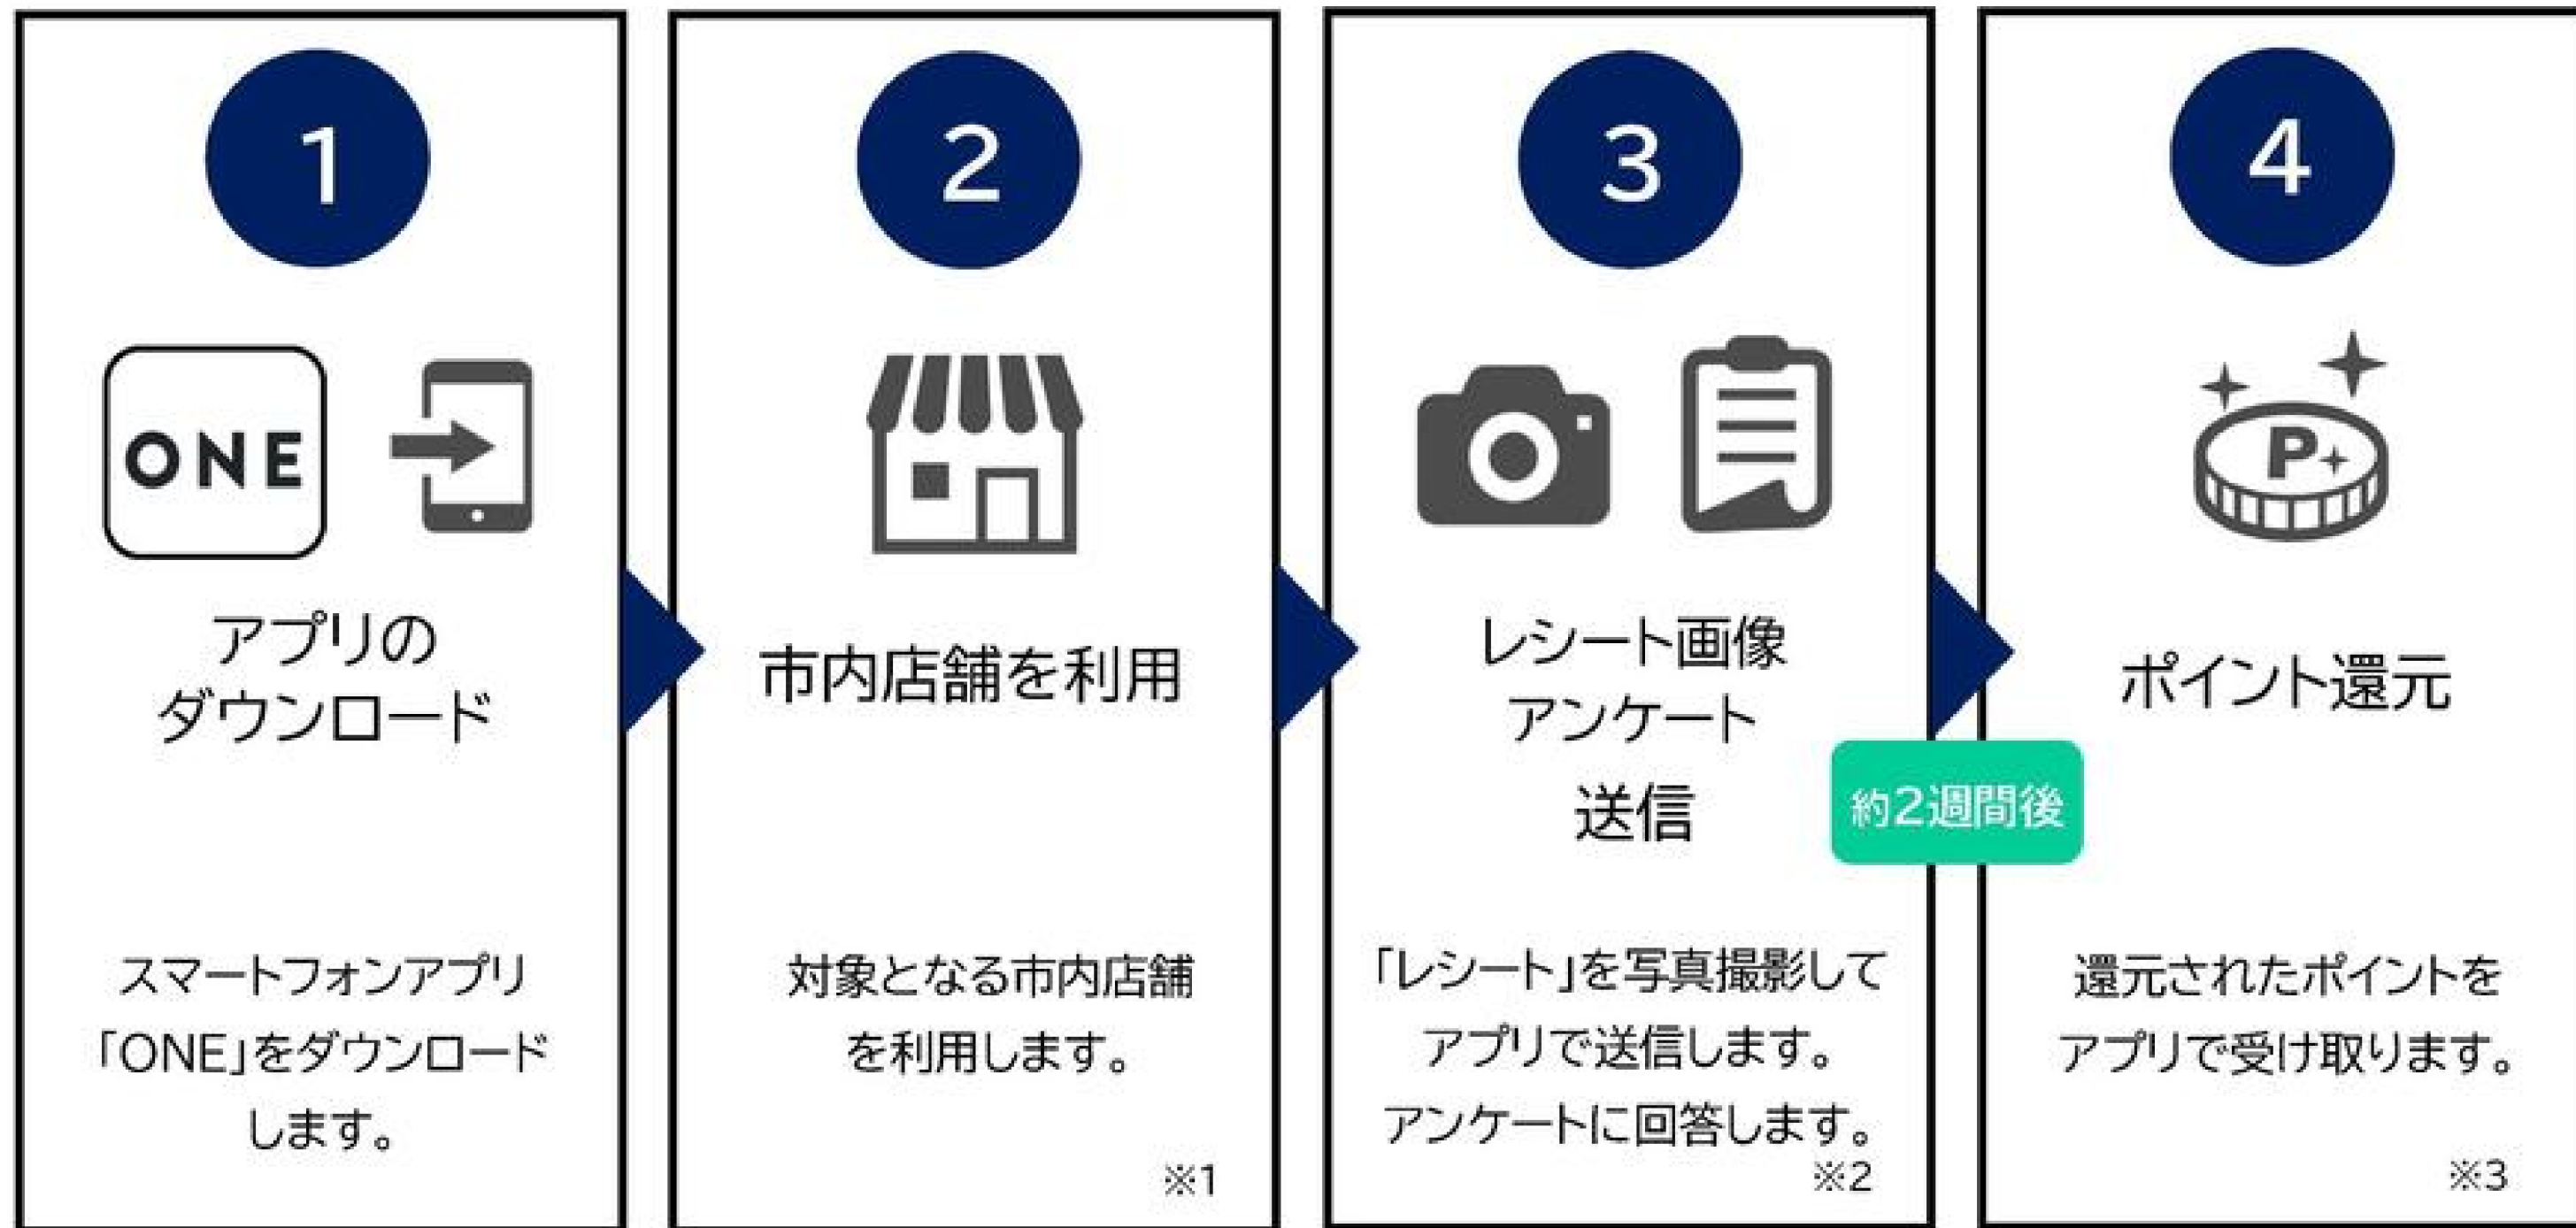 1
ONE
アプリの
ダウンロード
スマートフォンアプリ
「ONE」をダウンロード
します。
2
市内店舗を利用
対象となる市内店舗
を利用します。
※1
3
レシート画像
アンケート
送信
「レシート」を写真撮影して
アプリで送信します。
アンケートに回答します。
※2
約2週間後
4
P
ポイント還元
還元されたポイントを
アプリで受け取ります。
※3